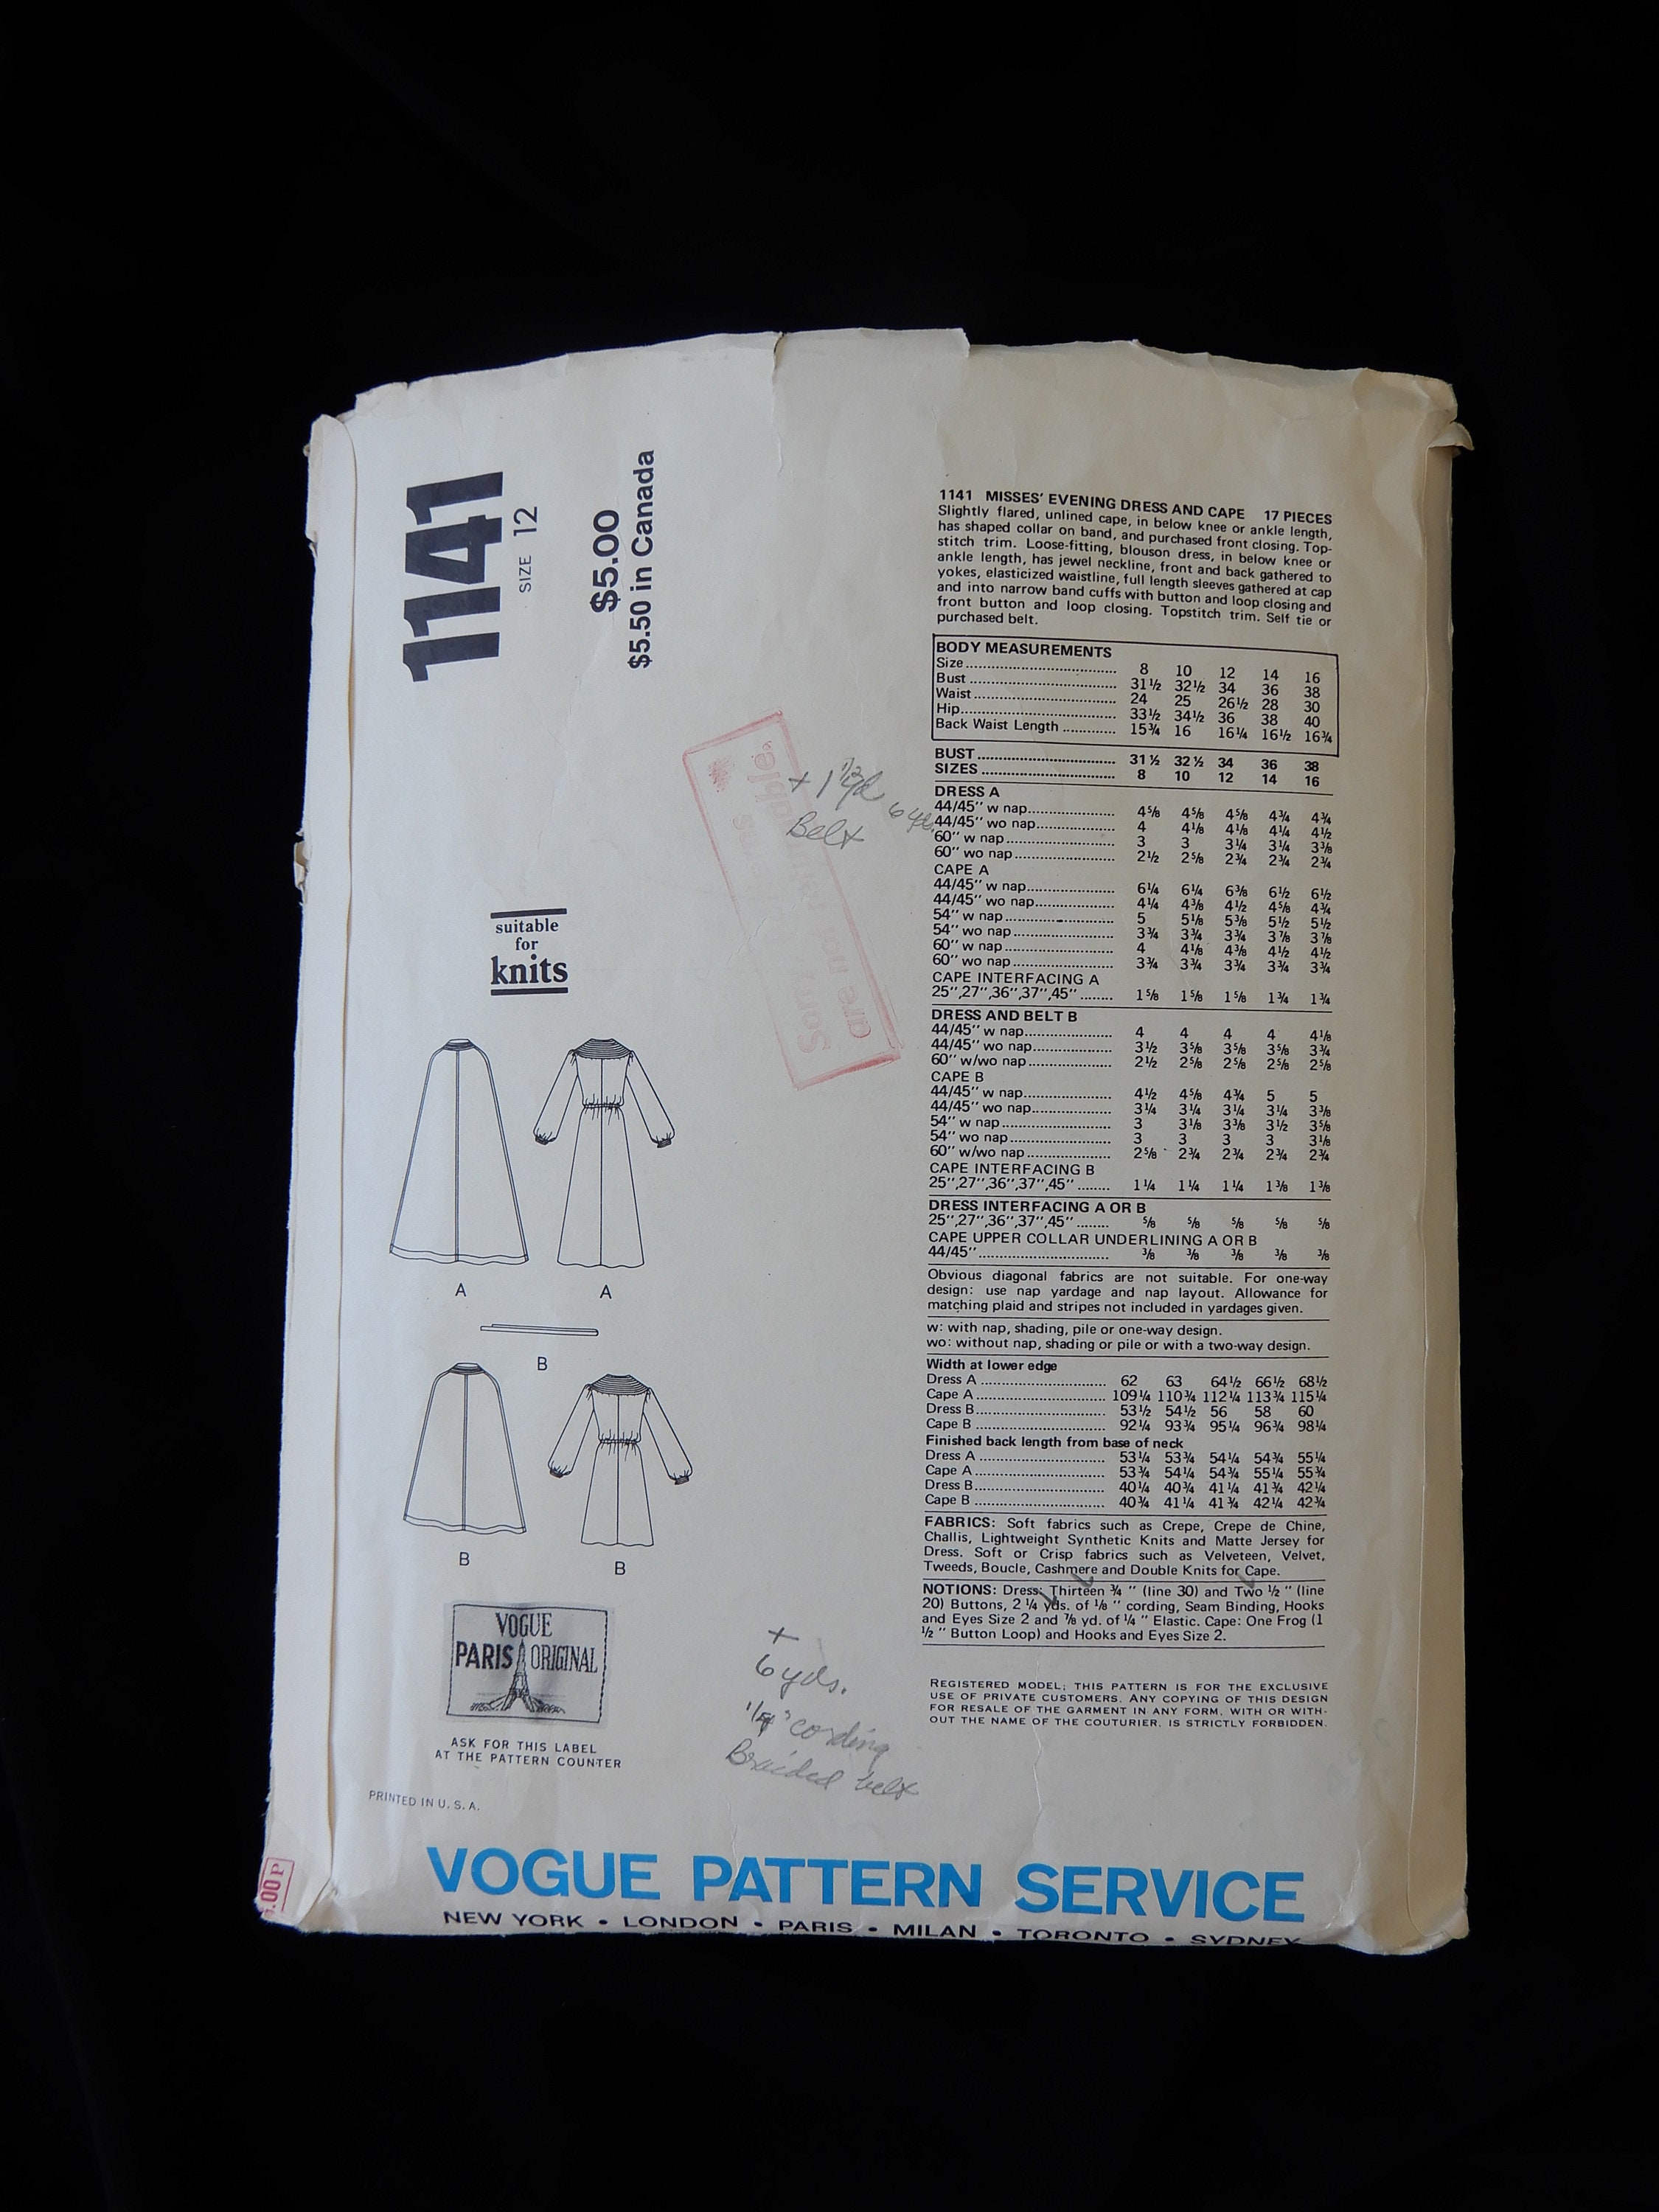 1141
SIZE 12
$5.00
$5.50 in Canada
suitable
for
knits
+ 1 1/3 yd
Belt
6 yd.
are not
A
A
B
B
B
VOGUE
PARIS ORIGINAL
ASK FOR THIS LABEL
AT THE PATTERN COUNTER
PRINTED IN U. S. A.
+
6 yds.
1/4" cording
Braided belt
1141 MISSES' EVENING DRESS AND CAPE 17 PIECES
Slightly flared, unlined cape, in below knee or ankle length,
has shaped collar on band, and purchased front closing. Top-
stitch trim. Loose-fitting, blouson dress, in below knee or
ankle length, has jewel neckline, front and back gathered to
yokes, elasticized waistline, full length sleeves gathered at cap
and into narrow band cuffs with button and loop closing and
front button and loop closing. Topstitch trim. Self tie or
purchased belt.
BODY MEASUREMENTS
Size 8 10 12 14 16
Bust 31½ 32½ 34 36 38
Waist 24 25 26½ 28 30
Hip 33½ 34½ 36 38 40
Back Waist Length 15¾ 16 16¼ 16½ 16¾
BUST 31½ 32½ 34 36 38
SIZES 8 10 12 14 16
DRESS A
44/45" w nap 4⅝ 4⅝ 4⅝ 4¾ 4¾
44/45" wo nap 4 4⅛ 4⅛ 4¼ 4½
60" w nap 3 3 3¼ 3¼ 3⅜
60" wo nap 2½ 2⅝ 2¾ 2¾ 2¾
CAPE A
44/45" w nap 6¼ 6¼ 6⅜ 6½ 6½
44/45" wo nap 4¼ 4⅜ 4½ 4⅝ 4¾
54" w nap 5 5⅛ 5⅜ 5½ 5½
54" wo nap 3¾ 3¾ 3¾ 3⅞ 3⅞
60" w nap 4 4⅛ 4⅜ 4½ 4½
60" wo nap 3¾ 3¾ 3¾ 3¾ 3¾
CAPE INTERFACING A
25",27",36",37",45" 1⅝ 1⅝ 1⅝ 1¾ 1¾
DRESS AND BELT B
44/45" w nap 4 4 4 4 4⅛
44/45" wo nap 3½ 3⅝ 3⅝ 3⅝ 3¾
60" w/wo nap 2½ 2⅝ 2⅝ 2⅝ 2⅝
CAPE B
44/45" w nap 4½ 4⅝ 4¾ 5 5
44/45" wo nap 3¼ 3¼ 3¼ 3¼ 3⅜
54" w nap 3 3⅛ 3⅜ 3½ 3⅝
54" wo nap 3 3 3 3 3⅛
60" w/wo nap 2⅝ 2¾ 2¾ 2¾ 2¾
CAPE INTERFACING B
25",27",36",37",45" 1¼ 1¼ 1¼ 1⅜ 1⅜
DRESS INTERFACING A OR B
25",27",36",37",45" ⅝ ⅝ ⅝ ⅝ ⅝
CAPE UPPER COLLAR UNDERLINING A OR B
44/45" ⅜ ⅜ ⅜ ⅜ ⅜
Obvious diagonal fabrics are not suitable. For one-way
design: use nap yardage and nap layout. Allowance for
matching plaid and stripes not included in yardages given.
w: with nap, shading, pile or one-way design.
wo: without nap, shading or pile or with a two-way design.
Width at lower edge
Dress A 62 63 64½ 66½ 68½
Cape A 109¼ 110¾ 112¼ 113¾ 115¼
Dress B 53½ 54½ 56 58 60
Cape B 92¼ 93¾ 95¼ 96¾ 98¼
Finished back length from base of neck
Dress A 53¼ 53¾ 54¼ 54¾ 55¼
Cape A 53¾ 54¼ 54¾ 55¼ 55¾
Dress B 40¼ 40¾ 41¼ 41¾ 42¼
Cape B 40¾ 41¼ 41¾ 42¼ 42¾
FABRICS: Soft fabrics such as Crepe, Crepe de Chine,
Challis, Lightweight Synthetic Knits and Matte Jersey for
Dress. Soft or Crisp fabrics such as Velveteen, Velvet,
Tweeds, Boucle, Cashmere and Double Knits for Cape.
NOTIONS: Dress: Thirteen ¾ " (line 30) and Two ½ " (line
20) Buttons, 2 ¼ yds. of ⅛ " cording, Seam Binding, Hooks
and Eyes Size 2 and ⅞ yd. of ¼ " Elastic. Cape: One Frog (1
½ " Button Loop) and Hooks and Eyes Size 2.
REGISTERED MODEL; THIS PATTERN IS FOR THE EXCLUSIVE
USE OF PRIVATE CUSTOMERS. ANY COPYING OF THIS DESIGN
FOR RESALE OF THE GARMENT IN ANY FORM, WITH OR WITH-
OUT THE NAME OF THE COUTURIER, IS STRICTLY FORBIDDEN.
.00 P
VOGUE PATTERN SERVICE
NEW YORK • LONDON • PARIS • MILAN • TORONTO • SYDNEY